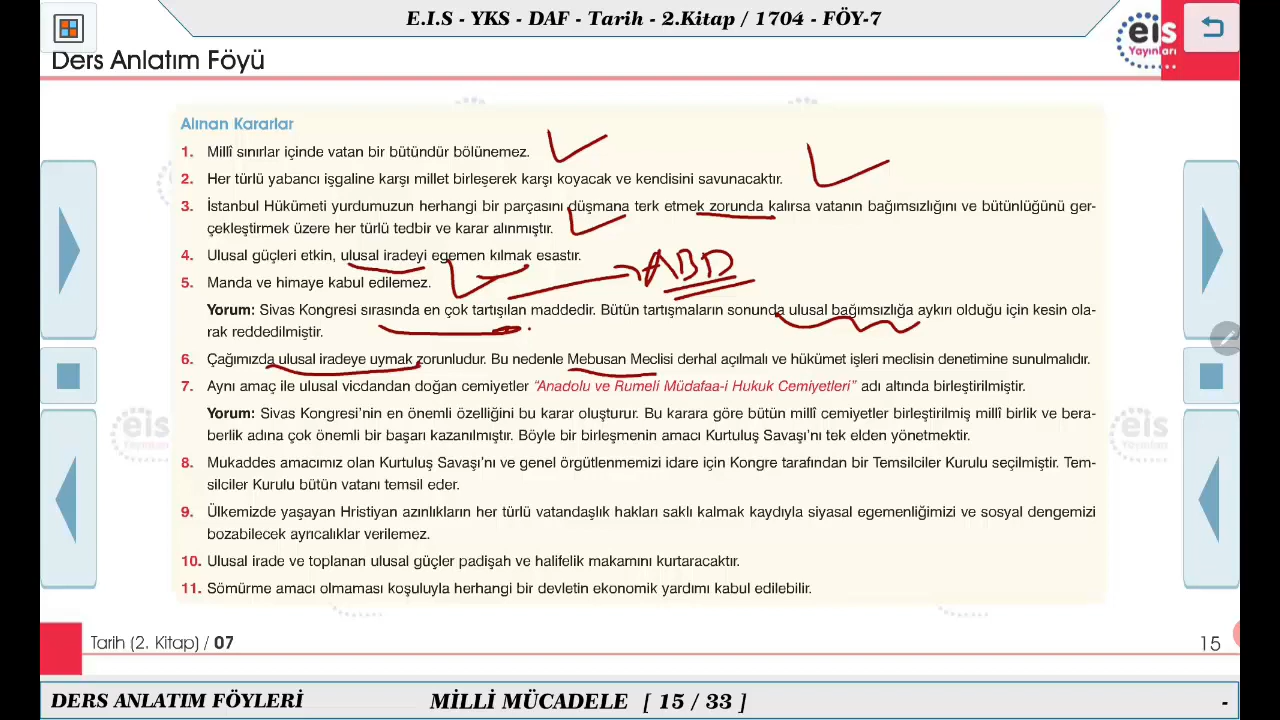 E.I.S - YKS - DAF - Tarih - 2.Kitap / 1704 - FÖY-7
eis
Yayınları
Ders Anlatım Föyü
Alınan Kararlar
1. Millî sınırlar içinde vatan bir bütündür bölünemez.
2. Her türlü yabancı işgaline karşı millet birleşerek karşı koyacak ve kendisini savunacaktır.
3. İstanbul Hükümeti yurdumuzun herhangi bir parçasını düşmana terk etmek zorunda kalırsa vatanın bağımsızlığını ve bütünlüğünü ger-
çekleştirmek üzere her türlü tedbir ve karar alınmıştır.
4. Ulusal güçleri etkin, ulusal iradeyi egemen kılmak esastır.
ABD
5. Manda ve himaye kabul edilemez.
Yorum: Sivas Kongresi sırasında en çok tartışılan maddedir. Bütün tartışmaların sonunda ulusal bağımsızlığa aykırı olduğu için kesin ola-
rak reddedilmiştir.
6. Çağımızda ulusal iradeye uymak zorunludur. Bu nedenle Mebusan Meclisi derhal açılmalı ve hükümet işleri meclisin denetimine sunulmalıdır.
7. Aynı amaç ile ulusal vicdandan doğan cemiyetler “Anadolu ve Rumeli Müdafaa-i Hukuk Cemiyetleri” adı altında birleştirilmiştir.
Yorum: Sivas Kongresi’nin en önemli özelliğini bu karar oluşturur. Bu karara göre bütün millî cemiyetler birleştirilmiş millî birlik ve bera-
berlik adına çok önemli bir başarı kazanılmıştır. Böyle bir birleşmenin amacı Kurtuluş Savaşı’nı tek elden yönetmektir.
eis
Yayınları
eis
Yayınları
8. Mukaddes amacımız olan Kurtuluş Savaşı’nı ve genel örgütlenmemizi idare için Kongre tarafından bir Temsilciler Kurulu seçilmiştir. Tem-
silciler Kurulu bütün vatanı temsil eder.
9. Ülkemizde yaşayan Hristiyan azınlıkların her türlü vatandaşlık hakları saklı kalmak kaydıyla siyasal egemenliğimizi ve sosyal dengemizi
bozabilecek ayrıcalıklar verilemez.
10. Ulusal irade ve toplanan ulusal güçler padişah ve halifelik makamını kurtaracaktır.
11. Sömürme amacı olmaması koşuluyla herhangi bir devletin ekonomik yardımı kabul edilebilir.
Tarih (2. Kitap) / 07
15
DERS ANLATIM FÖYLERİ
MİLLİ MÜCADELE [ 15 / 33 ]
-